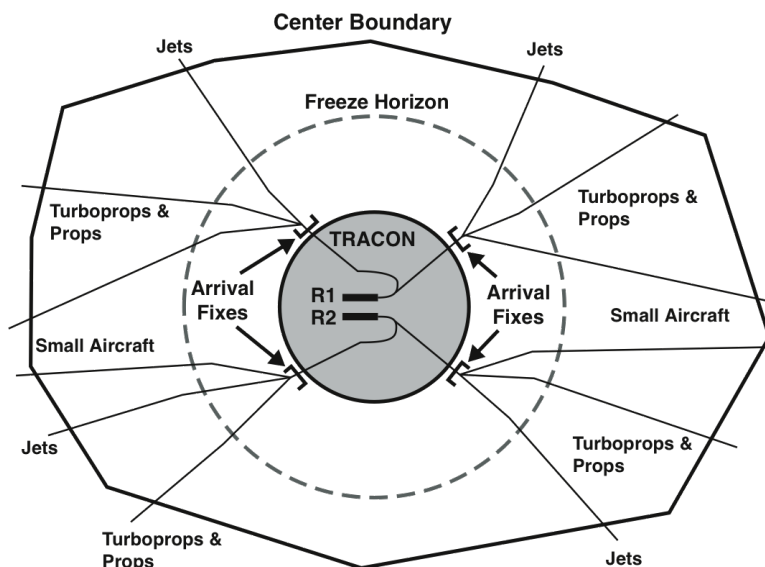 Center Boundary
Jets
Jets
Freeze Horizon
Turboprops &
Props
Turboprops &
Props
TRACON
Arrival
Fixes
R1
R2
Arrival
Fixes
Small Aircraft
Small Aircraft
Jets
Turboprops &
Props
Turboprops &
Props
Jets